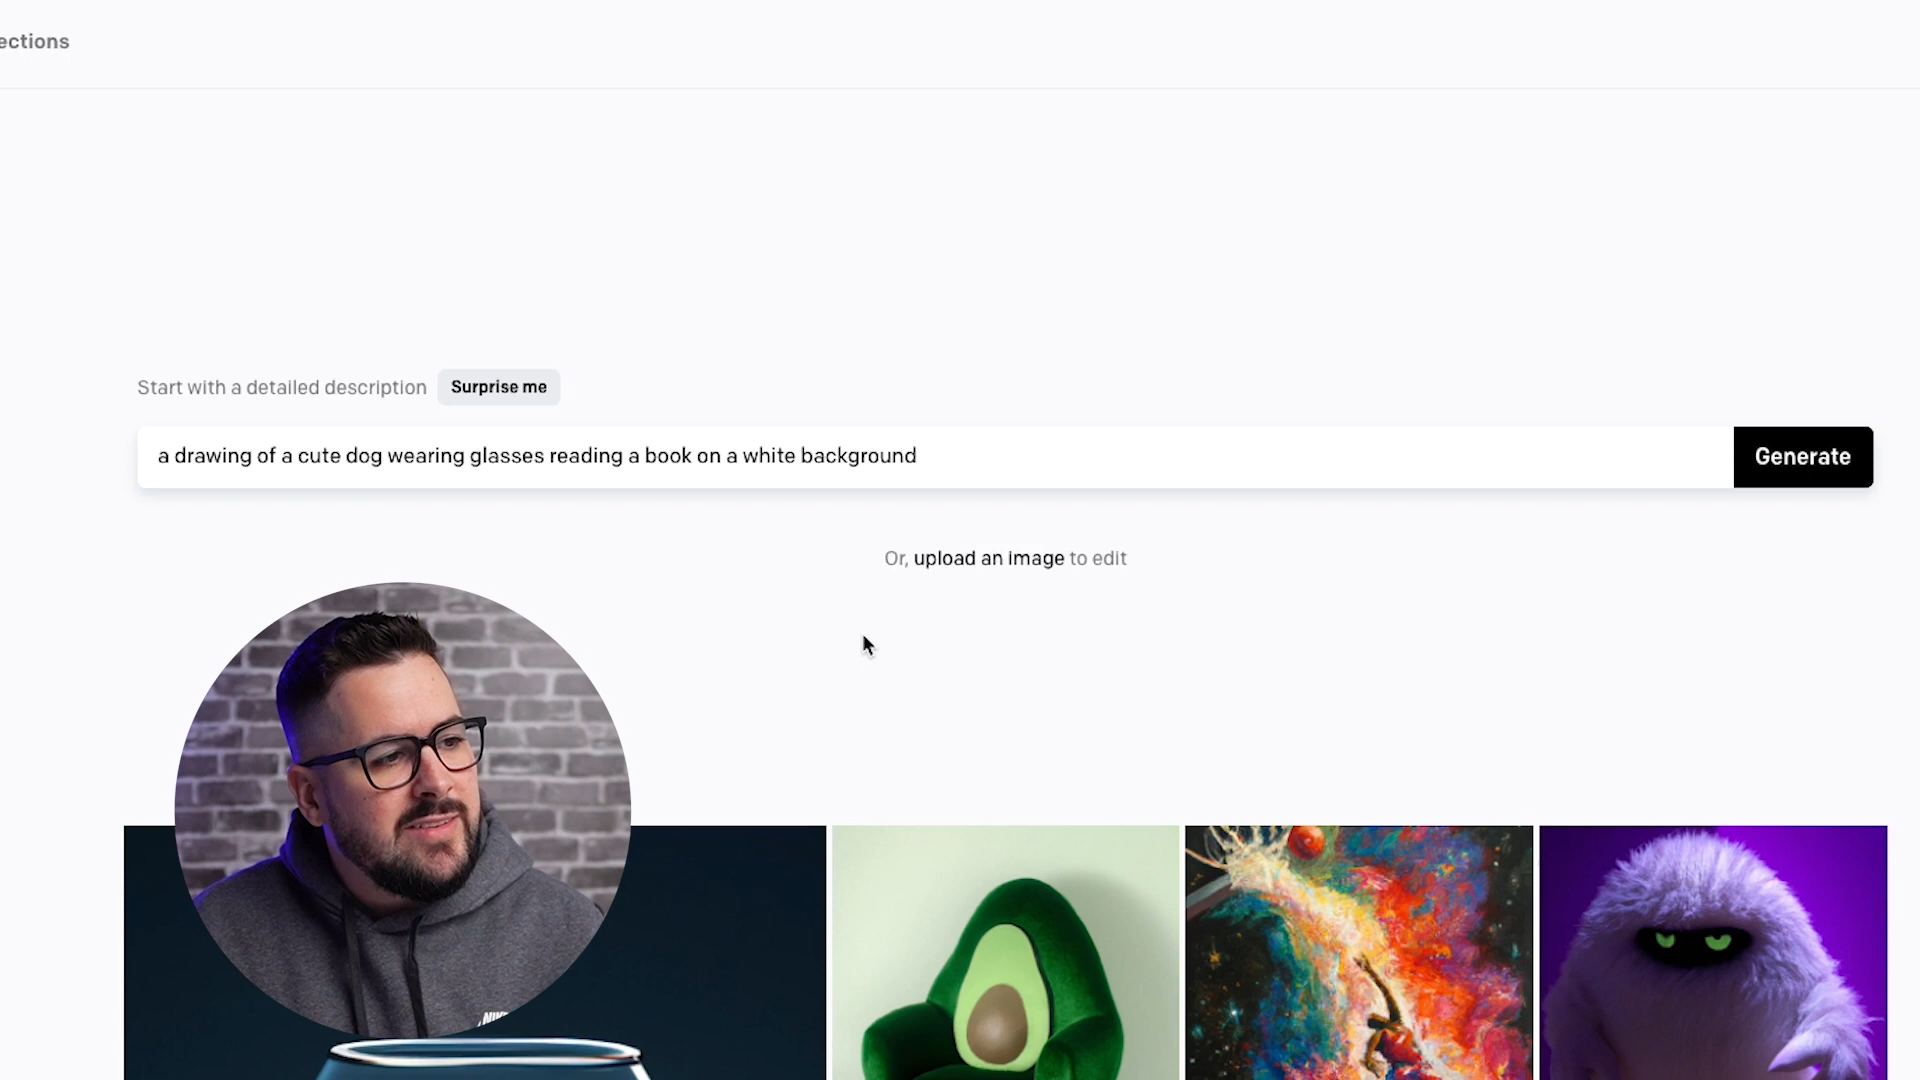 ections
Start with a detailed description Surprise me
a drawing of a cute dog wearing glasses reading a book on a white background Generate
Or, upload an image to edit